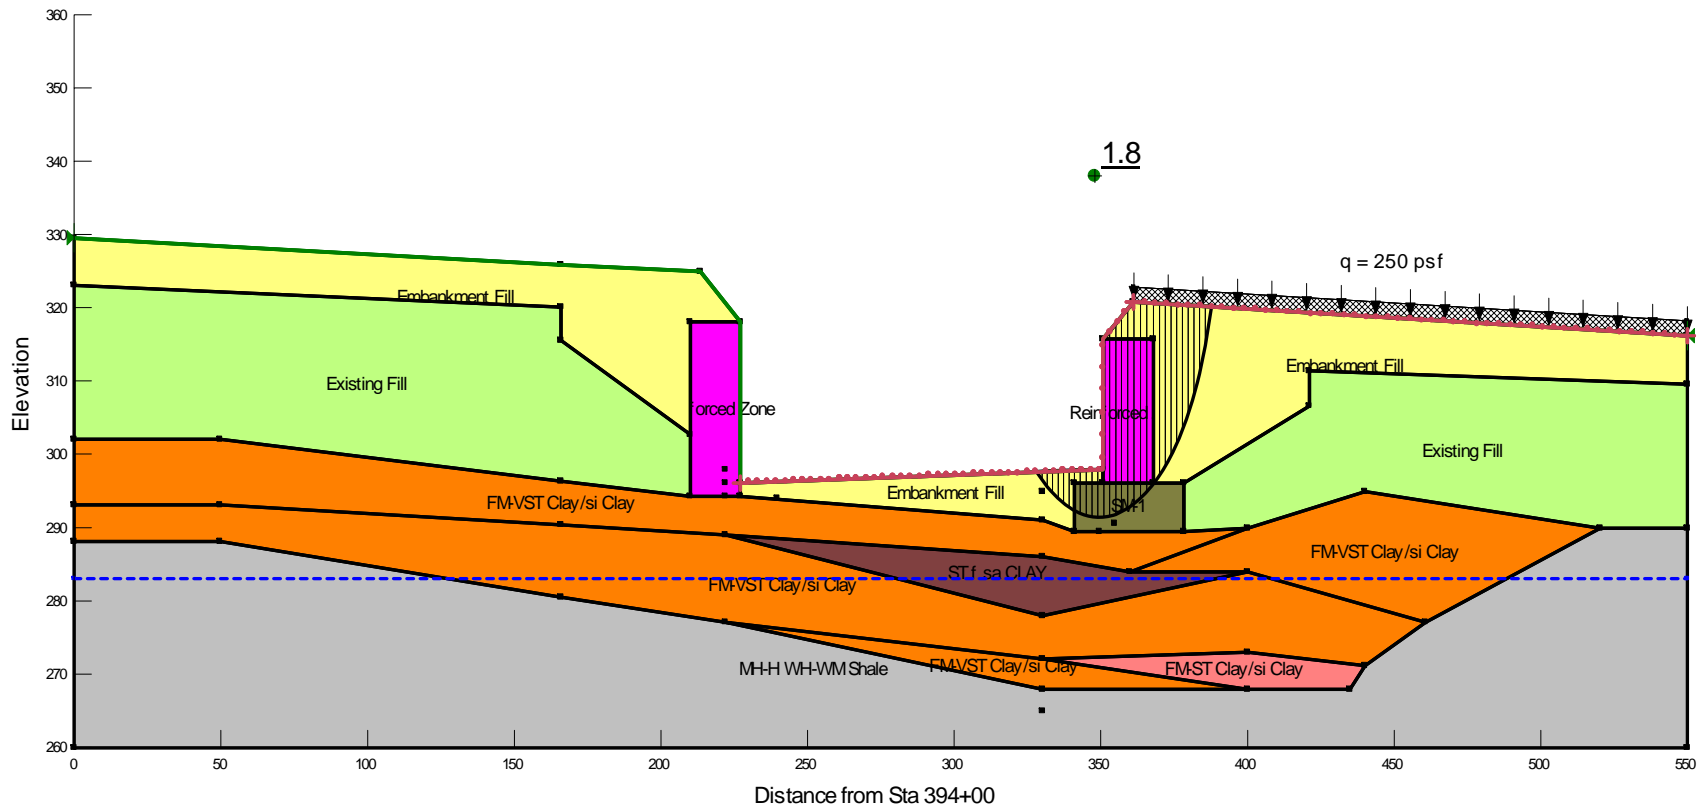 360
350
340
330
320
310
300
290
280
270
260
Elevation
1.8
q = 250 psf
Embankment Fill
Embankment Fill
Existing Fill
forced Zone
Reinforced
Existing Fill
FM-VST Clay/si Clay
Embankment Fill
SM-1
FM-VST Clay/si Clay
ST f. sa CLAY
FM-VST Clay/si Clay
MH-H WH-WM Shale
FM-VST Clay/si Clay
FM-ST Clay/si Clay
0 50 100 150 200 250 300 350 400 450 500 550
Distance from Sta 394+00